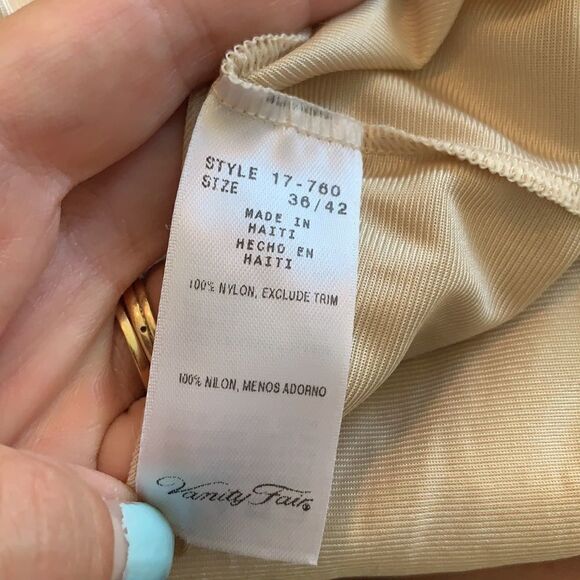 STYLE 17-760
SIZE 36/42
MADE IN
HAITI
HECHO EN
HAITI
100% NYLON, EXCLUDE TRIM
100% NILON, MENOS ADORNO
Vanity Fair®